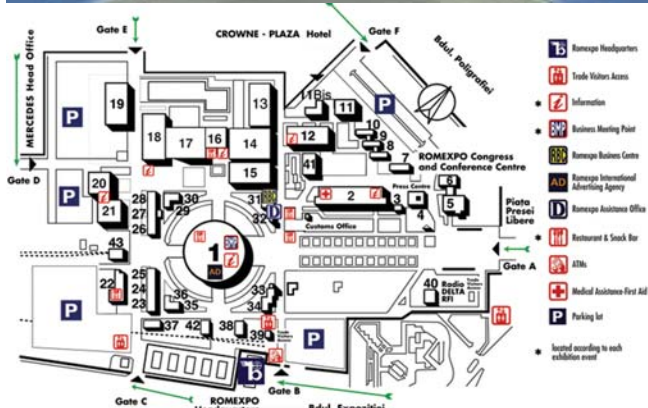 Gate E
CROWNE - PLAZA Hotel
Gate F
Bdul. Poligrafiei
MERCEDES Head Office
Gate D
19
18
17
16
13
14
15
11Bis
11
12
10
9
8
7
41
ROMEXPO Congress
and Conference Centre
Press Centre
2
3
4
5
6
Piața
Presei
Libere
Customs Office
20
21
28
27
26
30
29
31
32
1
AD
43
22
25
24
23
36
35
33
34
37
42
38
39
40
Radio
DELTA
RFI
Gate A
P
P
P
P
P
Gate C
Gate B
ROMEXPO
Bdul. Expozitiei
Romexpo Headquarters
Trade Visitors Access
* Information
* Business Meeting Point
Romexpo Business Centre
AD Romexpo International
Advertising Agency
D Romexpo Assistance Office
* Restaurant & Snack Bar
ATMs
Medical Assistance-First Aid
P Parking lot
* located according to each
exhibition event